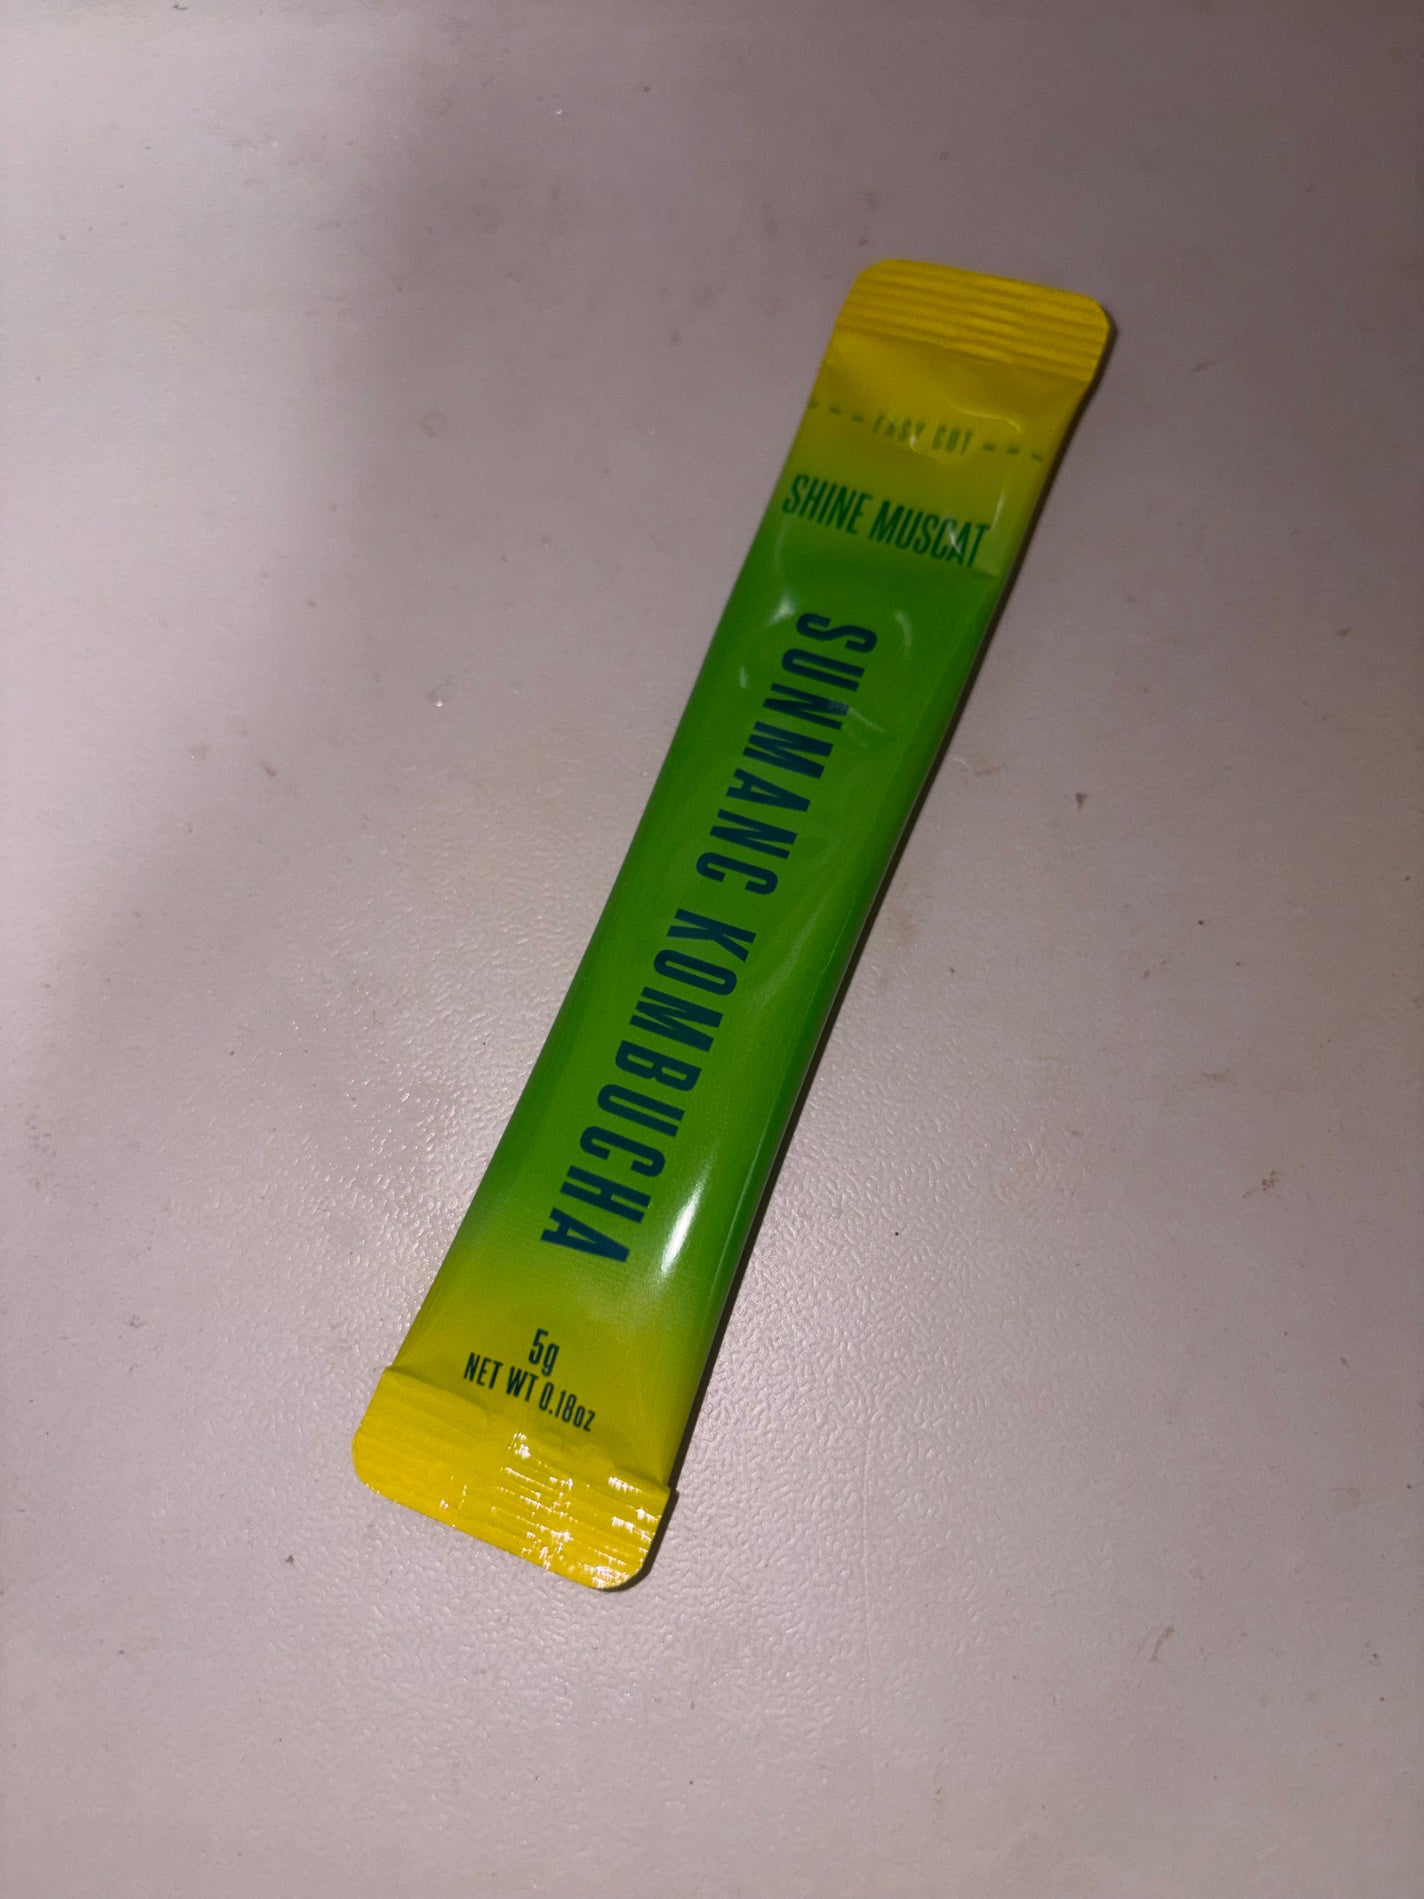 EASY CUT
SHINE MUSCAT
SUNMANC KOMBUCHA
5g
NET WT 0.18oz